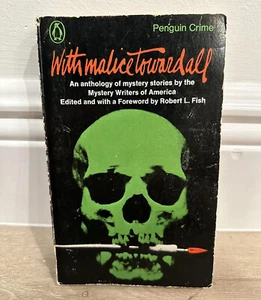 Penguin Crime
With malice toward all
An anthology of mystery stories by the
Mystery Writers of America
Edited and with a Foreword by Robert L. Fish